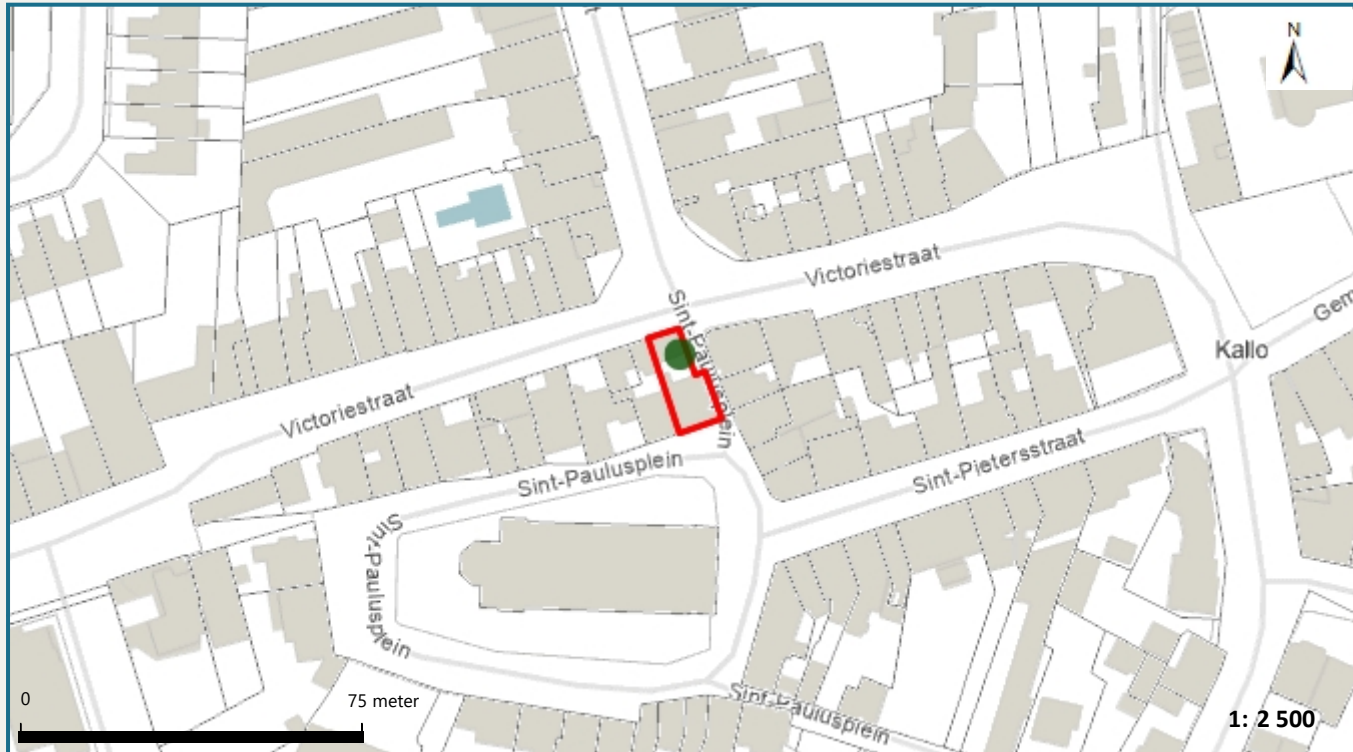 N
Victoriestraat
Sint-Paulusplein
Kallo
Victoriestraat
Sint-Pietersstraat
Sint-Paulusplein
Sint-Paulusplein
Sint-Paulusplein
0
75 meter
1: 2 500